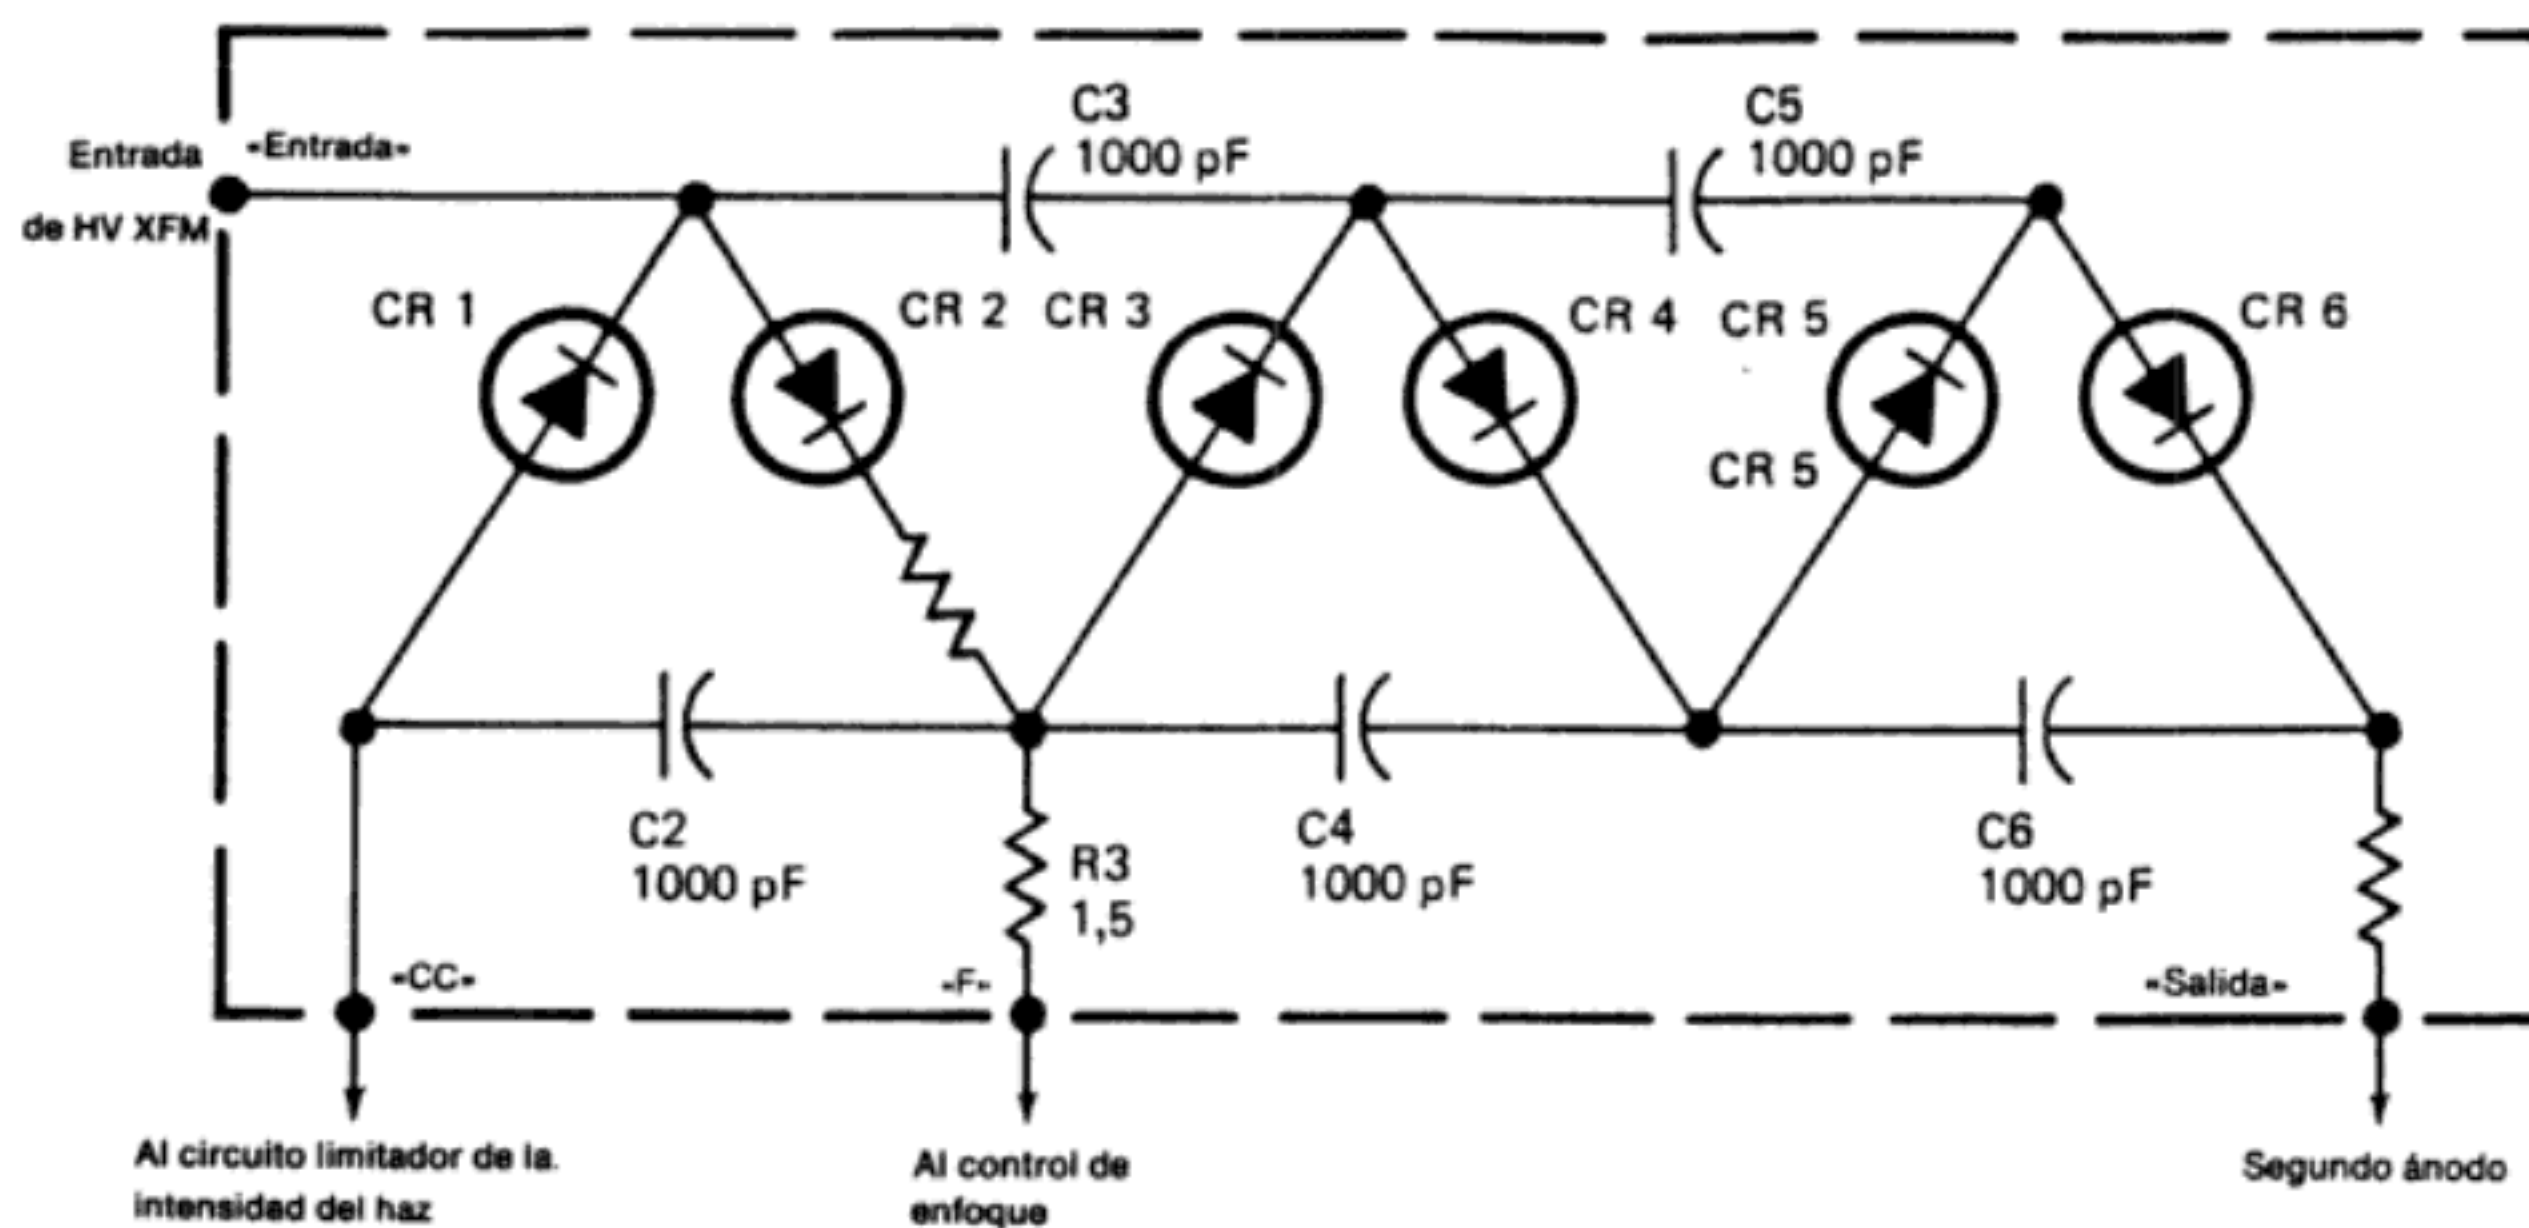 C3
1000 pF
C5
1000 pF
Entrada
-Entrada-
de HV XFM
CR 1
CR 2
CR 3
CR 4
CR 5
CR 6
CR 5
C2
1000 pF
R3
1,5
C4
1000 pF
C6
1000 pF
-CC-
-F-
-Salida-
Al circuito limitador de la.
intensidad del haz
Al control de
enfoque
Segundo ánodo